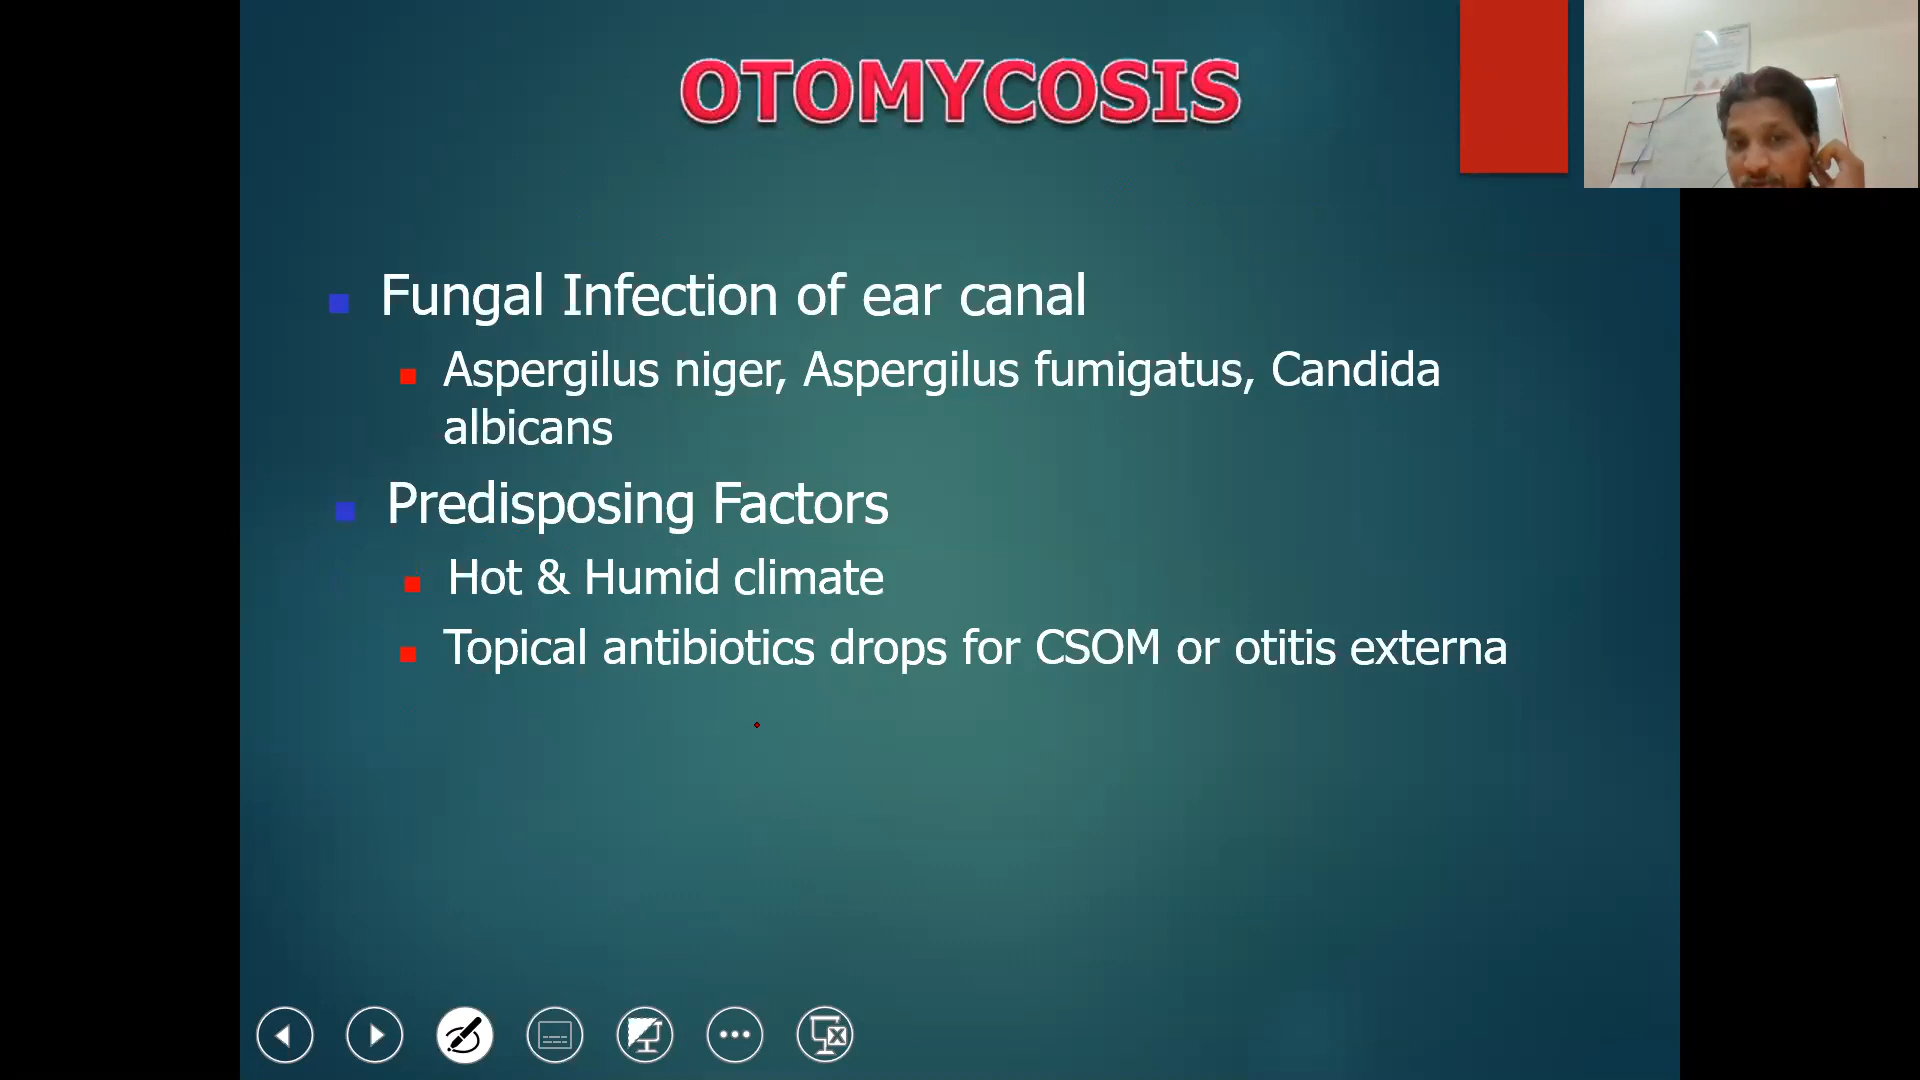 OTOMYCOSIS
Fungal Infection of ear canal
Aspergilus niger, Aspergilus fumigatus, Candida
albicans
Predisposing Factors
Hot & Humid climate
Topical antibiotics drops for CSOM or otitis externa